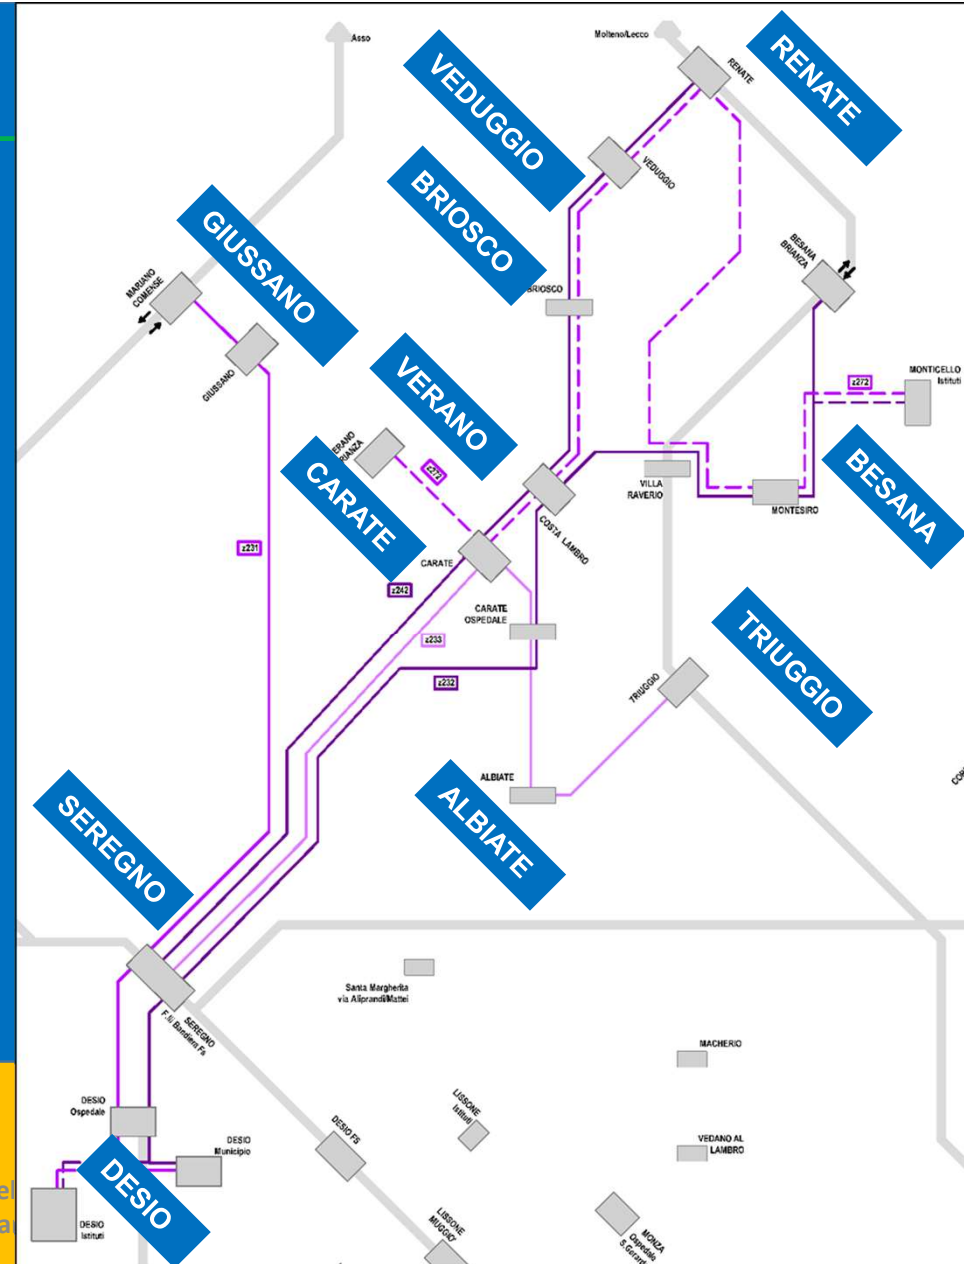 Asso
Molteno/Lecco
RENATE
RENATE
VEDUGGIO
VEDUGGIO
BRIOSCO
BRIOSCO
GIUSSANO
MARIANO
COMENSE
BESANA
BRIANZA
GIUSSANO
VERANO
MONTICELLO
Istituti
z272
ERANO
RIANZA
z272
CARATE
BESANA
VILLA
RAVERIO
MONTESIRO
COSTA LAMBRO
z231
CARATE
z242
CARATE
OSPEDALE
z233
z232
TRIUGGIO
TRIUGGIO
ALBIATE
ALBIATE
SEREGNO
SEREGNO
F.lli Bandiera Fs
Santa Margherita
via Aliprandi/Mattei
MACHERIO
DESIO
Ospedale
DESIO
Municipio
DESIO FS
LISSONE
Istituti
VEDANO AL
LAMBRO
DESIO
DESIO
Istituti
LISSONE
MUGGIO'
MONZA
Ospedale